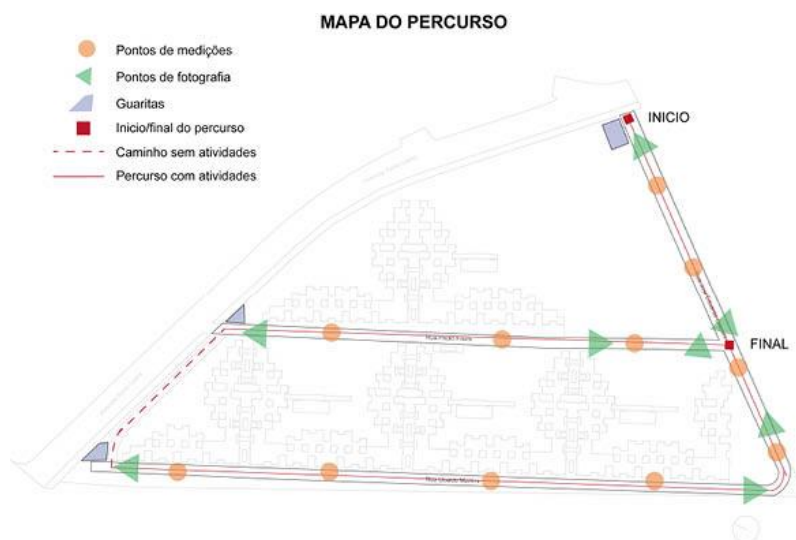 MAPA DO PERCURSO
Pontos de medições
Pontos de fotografia
Guaritas
Inicio/final do percurso
Caminho sem atividades
Percurso com atividades
INICIO
FINAL